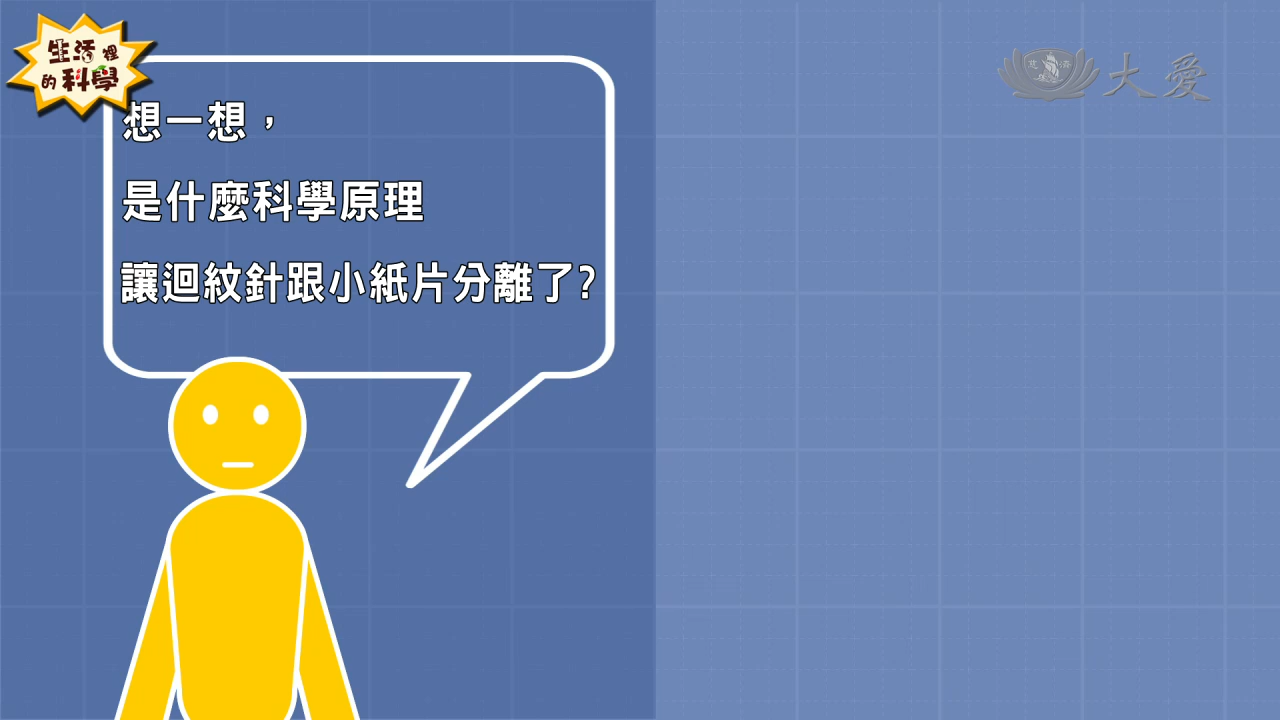 生活裡
的科學
大愛
想一想，
是什麼科學原理
讓迴紋針跟小紙片分離了?